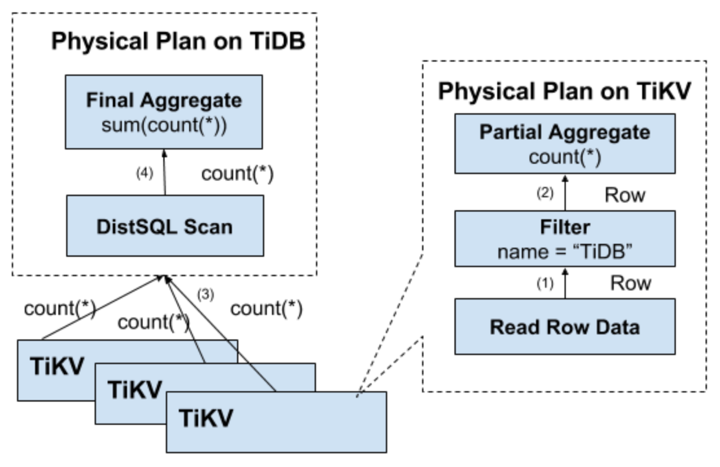 Physical Plan on TiDB
Final Aggregate
sum(count(*))
(4)
count(*)
DistSQL Scan
(3)
count(*)
count(*)
count(*)
TiKV
TiKV
TiKV
Physical Plan on TiKV
Partial Aggregate
count(*)
(2)
Row
Filter
name = “TiDB”
(1)
Row
Read Row Data